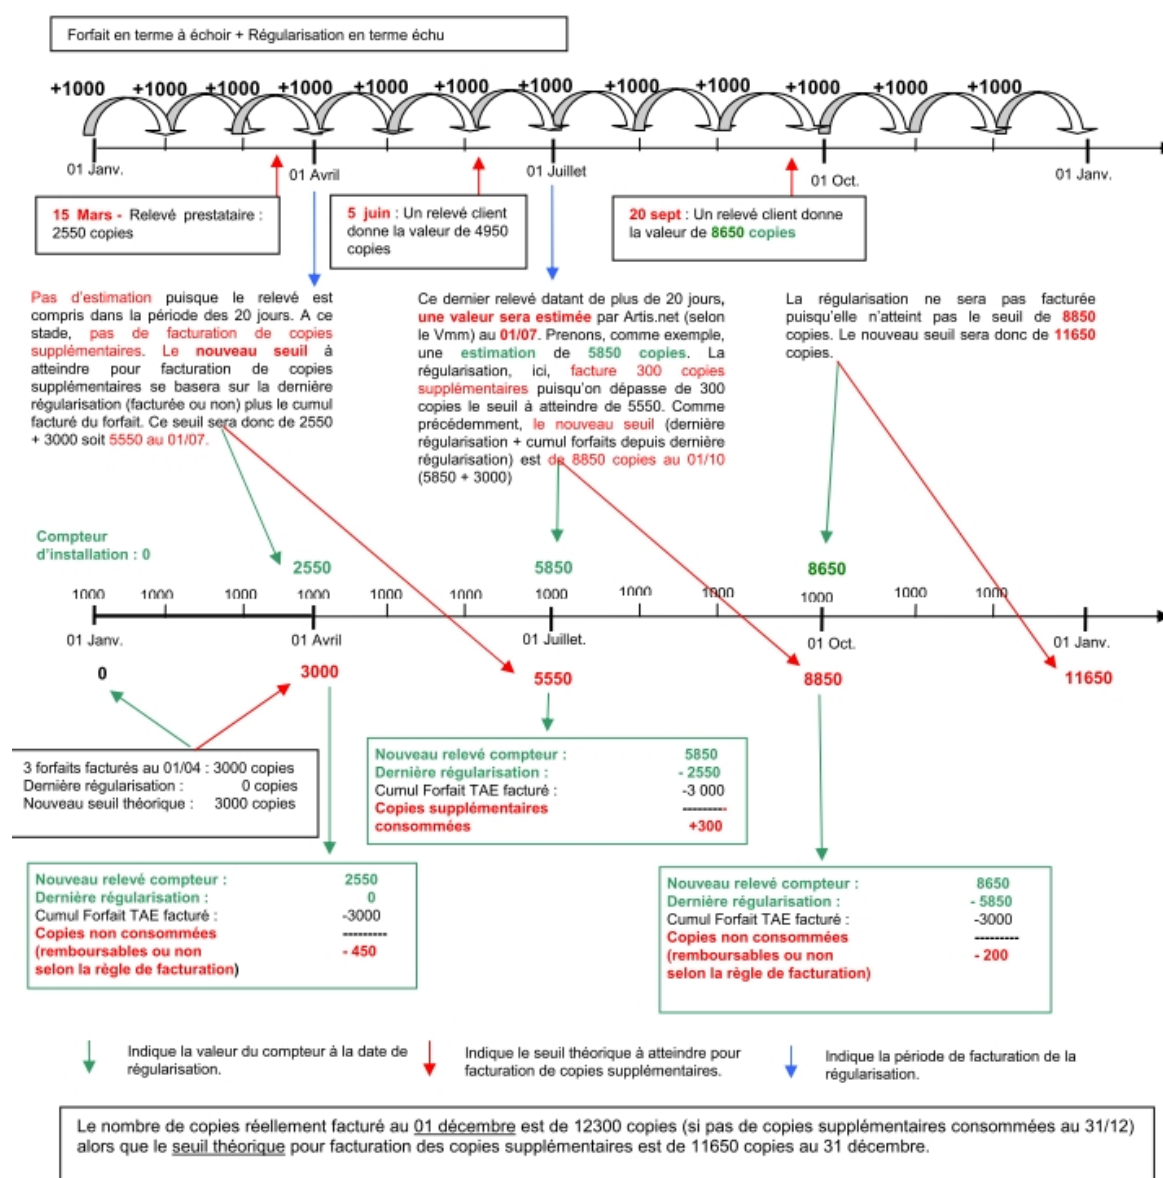 Forfait en terme à échoir + Régularisation en terme échu
+1000 +1000 +1000 +1000 +1000 +1000 +1000 +1000 +1000 +1000 +1000 +1000
01 Janv. 01 Avril 01 Juillet 01 Oct. 01 Janv.
15 Mars - Relevé prestataire :
2550 copies
5 juin : Un relevé client
donne la valeur de 4950
copies
20 sept : Un relevé client donne
la valeur de 8650 copies
Pas d'estimation puisque le relevé est
compris dans la période des 20 jours. A ce
stade, pas de facturation de copies
supplémentaires. Le nouveau seuil à
atteindre pour facturation de copies
supplémentaires se basera sur la dernière
régularisation (facturée ou non) plus le cumul
facturé du forfait. Ce seuil sera donc de 2550
+ 3000 soit 5550 au 01/07.
Ce dernier relevé datant de plus de 20 jours,
une valeur sera estimée par Artis.net (selon
le Vmm) au 01/07. Prenons, comme exemple,
une estimation de 5850 copies. La
régularisation, ici, facture 300 copies
supplémentaires puisqu'on dépasse de 300
copies le seuil à atteindre de 5550. Comme
précédemment, le nouveau seuil (dernière
régularisation + cumul forfaits depuis dernière
régularisation) est de 8850 copies au 01/10
(5850 + 3000)
La régularisation ne sera pas facturée
puisqu'elle n'atteint pas le seuil de 8850
copies. Le nouveau seuil sera donc de 11650
copies.
Compteur
d'installation : 0
2550 5850 8650
1000 1000 1000 1000 1000 1000 1000 1000 1000 1000 1000 1000
01 Janv. 01 Avril 01 Juillet. 01 Oct. 01 Janv.
0 3000 5550 8850 11650
3 forfaits facturés au 01/04 : 3000 copies
Dernière régularisation : 0 copies
Nouveau seuil théorique : 3000 copies
Nouveau relevé compteur : 5850
Dernière régularisation : - 2550
Cumul Forfait TAE facturé : -3 000
Copies supplémentaires ---------
consommées +300
Nouveau relevé compteur : 2550
Dernière régularisation : 0
Cumul Forfait TAE facturé : -3000
Copies non consommées ---------
(remboursables ou non - 450
selon la règle de facturation)
Nouveau relevé compteur : 8650
Dernière régularisation : - 5850
Cumul Forfait TAE facturé : -3000
Copies non consommées ---------
(remboursables ou non - 200
selon la règle de facturation)
Indique la valeur du compteur à la date de
régularisation.
Indique le seuil théorique à atteindre pour
facturation de copies supplémentaires.
Indique la période de facturation de la
régularisation.
Le nombre de copies réellement facturé au 01 décembre est de 12300 copies (si pas de copies supplémentaires consommées au 31/12)
alors que le seuil théorique pour facturation des copies supplémentaires est de 11650 copies au 31 décembre.